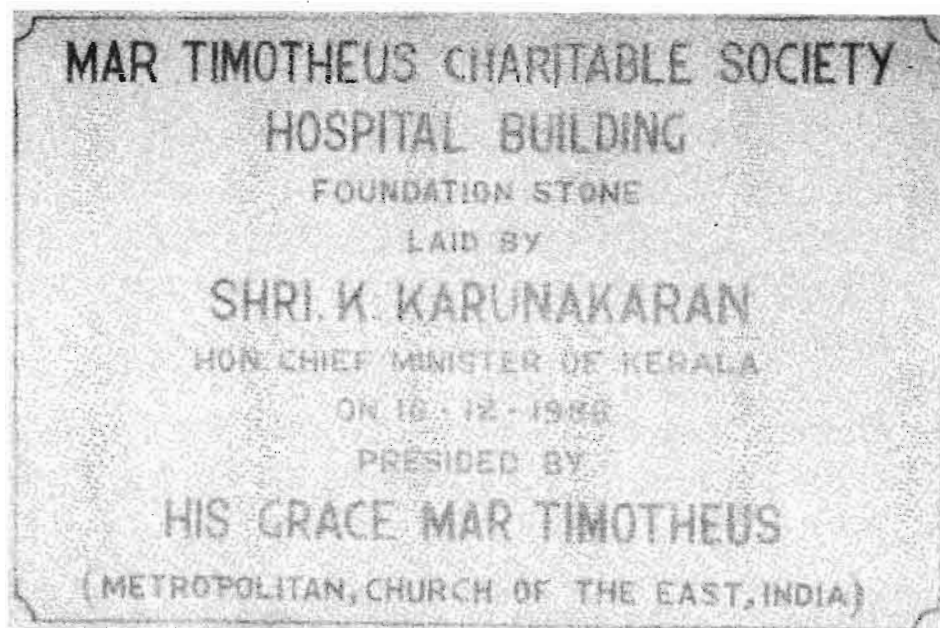 MAR TIMOTHEUS CHARITABLE SOCIETY
HOSPITAL BUILDING
FOUNDATION STONE
LAID BY
SHRI. K. KARUNAKARAN
HON. CHIEF MINISTER OF KERALA
ON
PRESIDED BY
HIS GRACE MAR TIMOTHEUS
(METROPOLITAN, CHURCH OF THE EAST, INDIA)